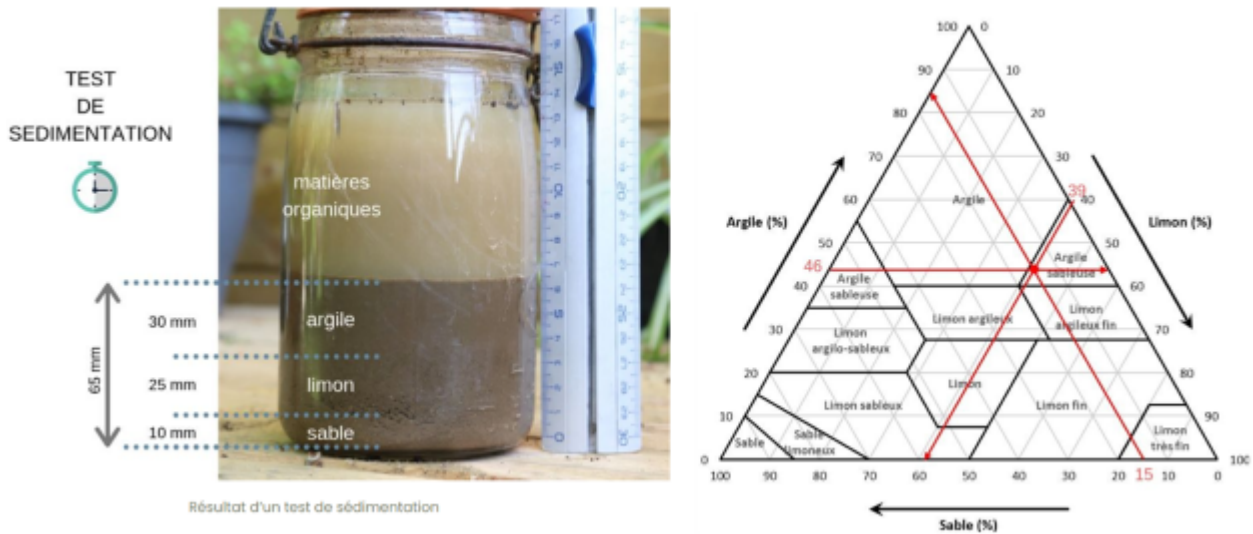 TEST
DE
SEDIMENTATION
matières
organiques
argile
limon
sable
65 mm
30 mm
25 mm
10 mm
Résultat d'un test de sédimentation
100 0
90 10
80 20
70 30
60 39 40
50 50
46
40 60
30 70
20 80
10 90
0 100
100 90 80 70 60 50 40 30 20 15 10 0
Argile (%)
Limon (%)
Sable (%)
Argile
Argile
sableuse
Argile
sableuse
Limon
argilo-sableux
Limon argileux
Limon
argileux fin
Limon sableux
Limon
Limon fin
Limon
très fin
Sable
Sable
limoneux